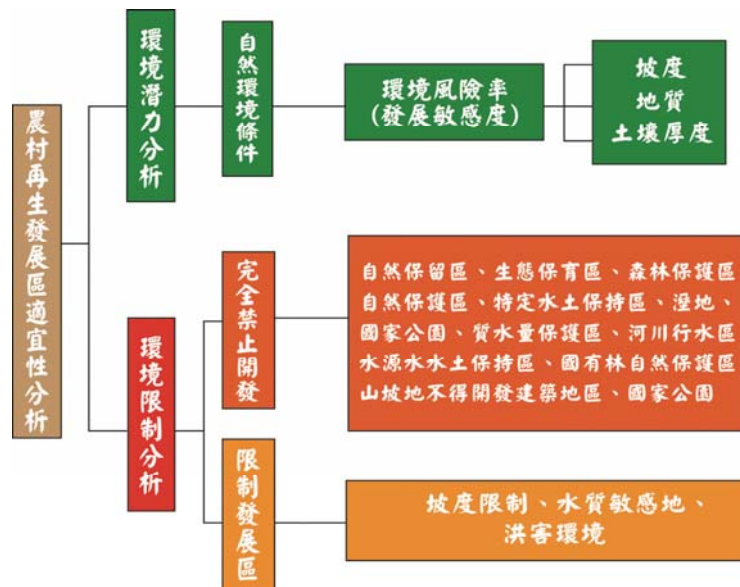 農村再生發展區適宜性分析
環境潛力分析
自然環境條件
環境風險率
(發展敏感度)
坡度
地質
土壤厚度
環境限制分析
完全禁止開發
自然保留區、生態保育區、森林保護區
自然保護區、特定水土保持區、溼地、
國家公園、質水量保護區、河川行水區
水源水水土保持區、國有林自然保護區
山坡地不得開發建築地區、國家公園
限制發展區
坡度限制、水質敏感地、
洪害環境